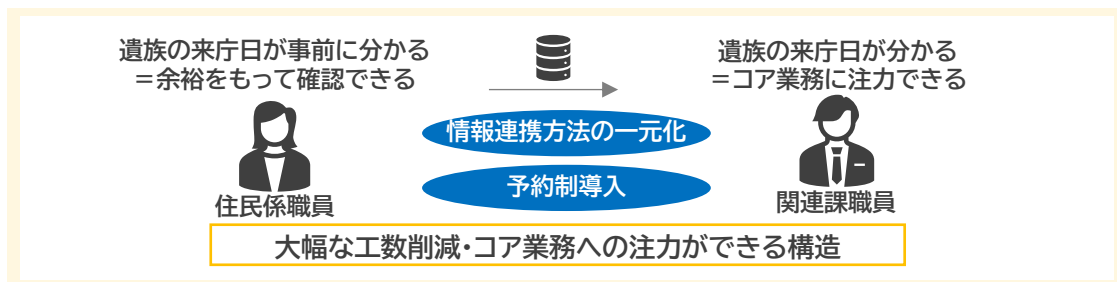 遺族の来庁日が事前に分かる
＝余裕をもって確認できる
住民係職員
情報連携方法の一元化
予約制導入
遺族の来庁日が分かる
＝コア業務に注力できる
関連課職員
大幅な工数削減・コア業務への注力ができる構造